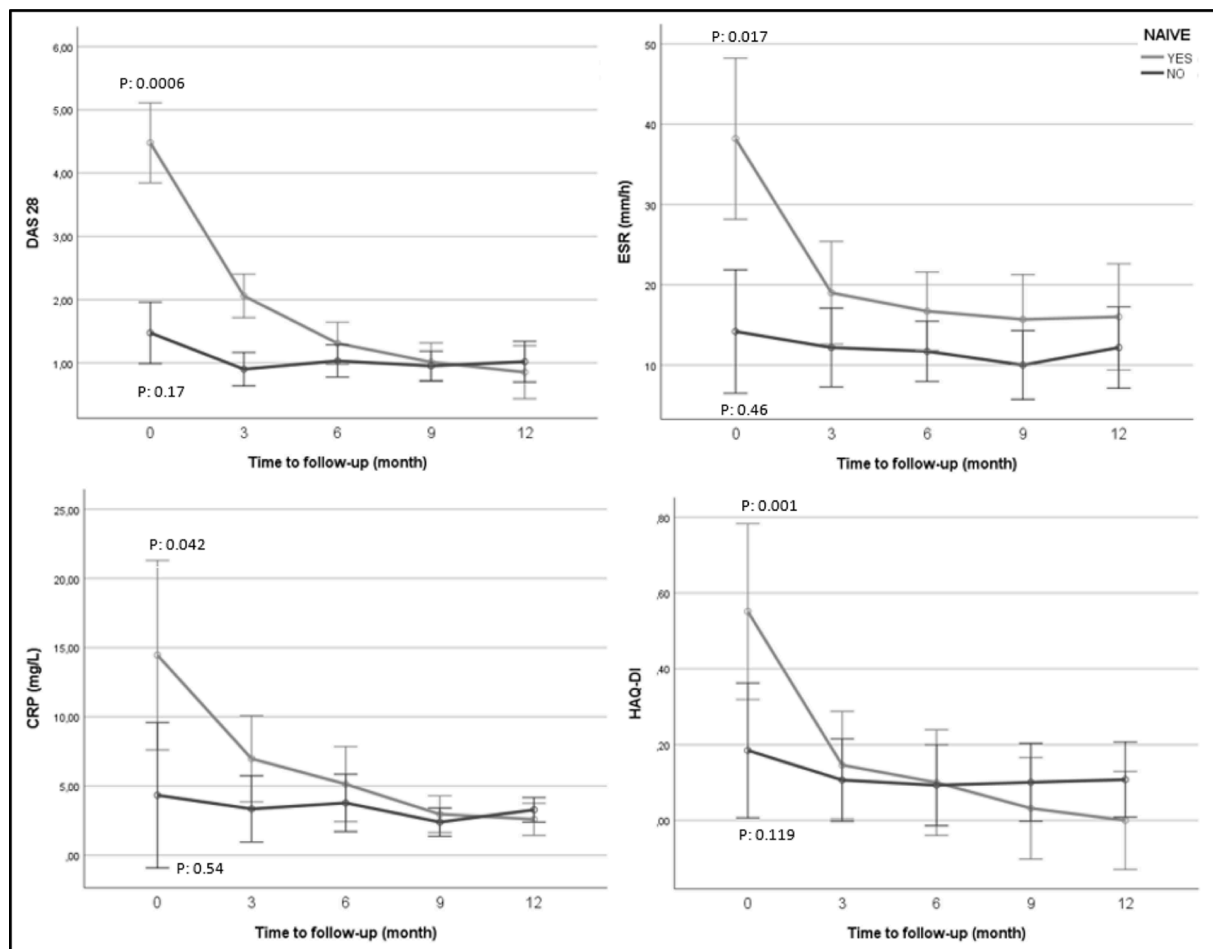 6,00
P: 0.0006
5,00
4,00
DAS 28
3,00
2,00
1,00
P: 0.17
0 3 6 9 12
Time to follow-up (month)
P: 0.017
NAIVE
YES
NO
50
40
ESR (mm/h)
30
20
10
P: 0.46
0 3 6 9 12
Time to follow-up (month)
25,00
P: 0.042
20,00
15,00
CRP (mg/L)
10,00
5,00
,00
P: 0.54
0 3 6 9 12
Time to follow-up (month)
P: 0.001
,80
,60
HAQ-DI
,40
,20
,00
P: 0.119
0 3 6 9 12
Time to follow-up (month)